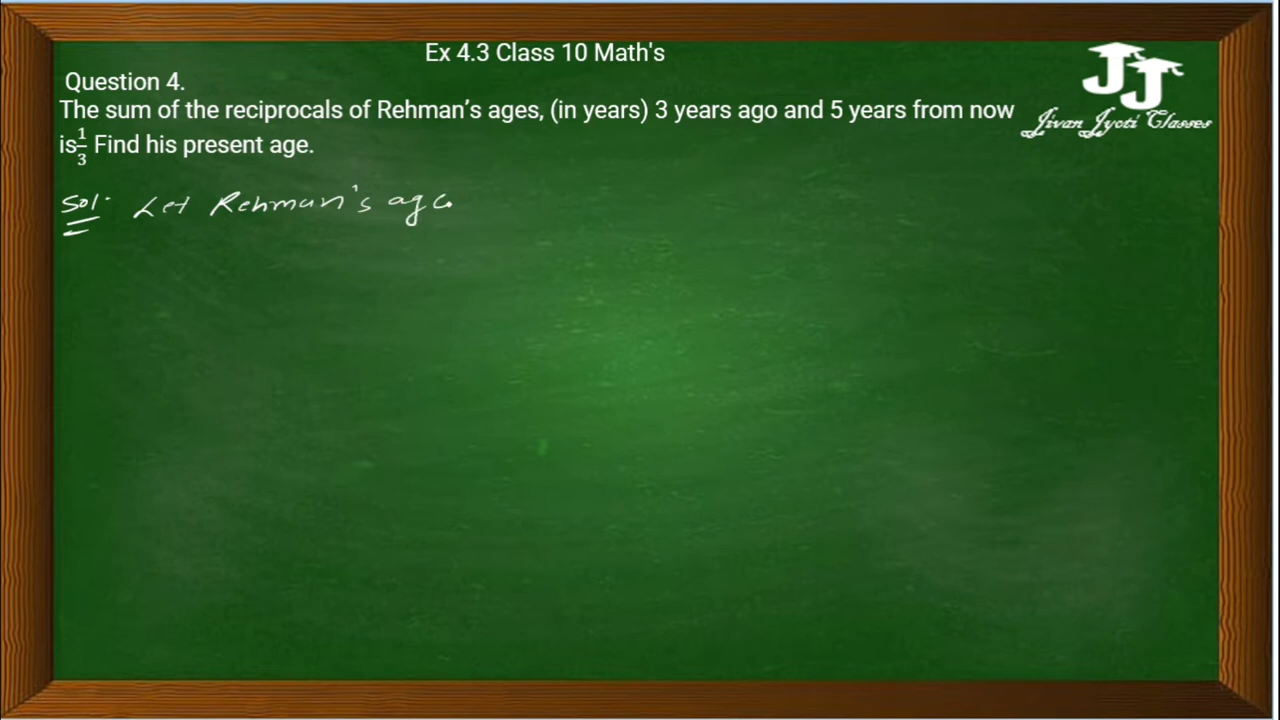 Ex 4.3 Class 10 Math's
JJ
Jivan Jyoti Classes
Question 4.
The sum of the reciprocals of Rehman’s ages, (in years) 3 years ago and 5 years from now
is 1/3 Find his present age.
Sol. Let Rehman's age